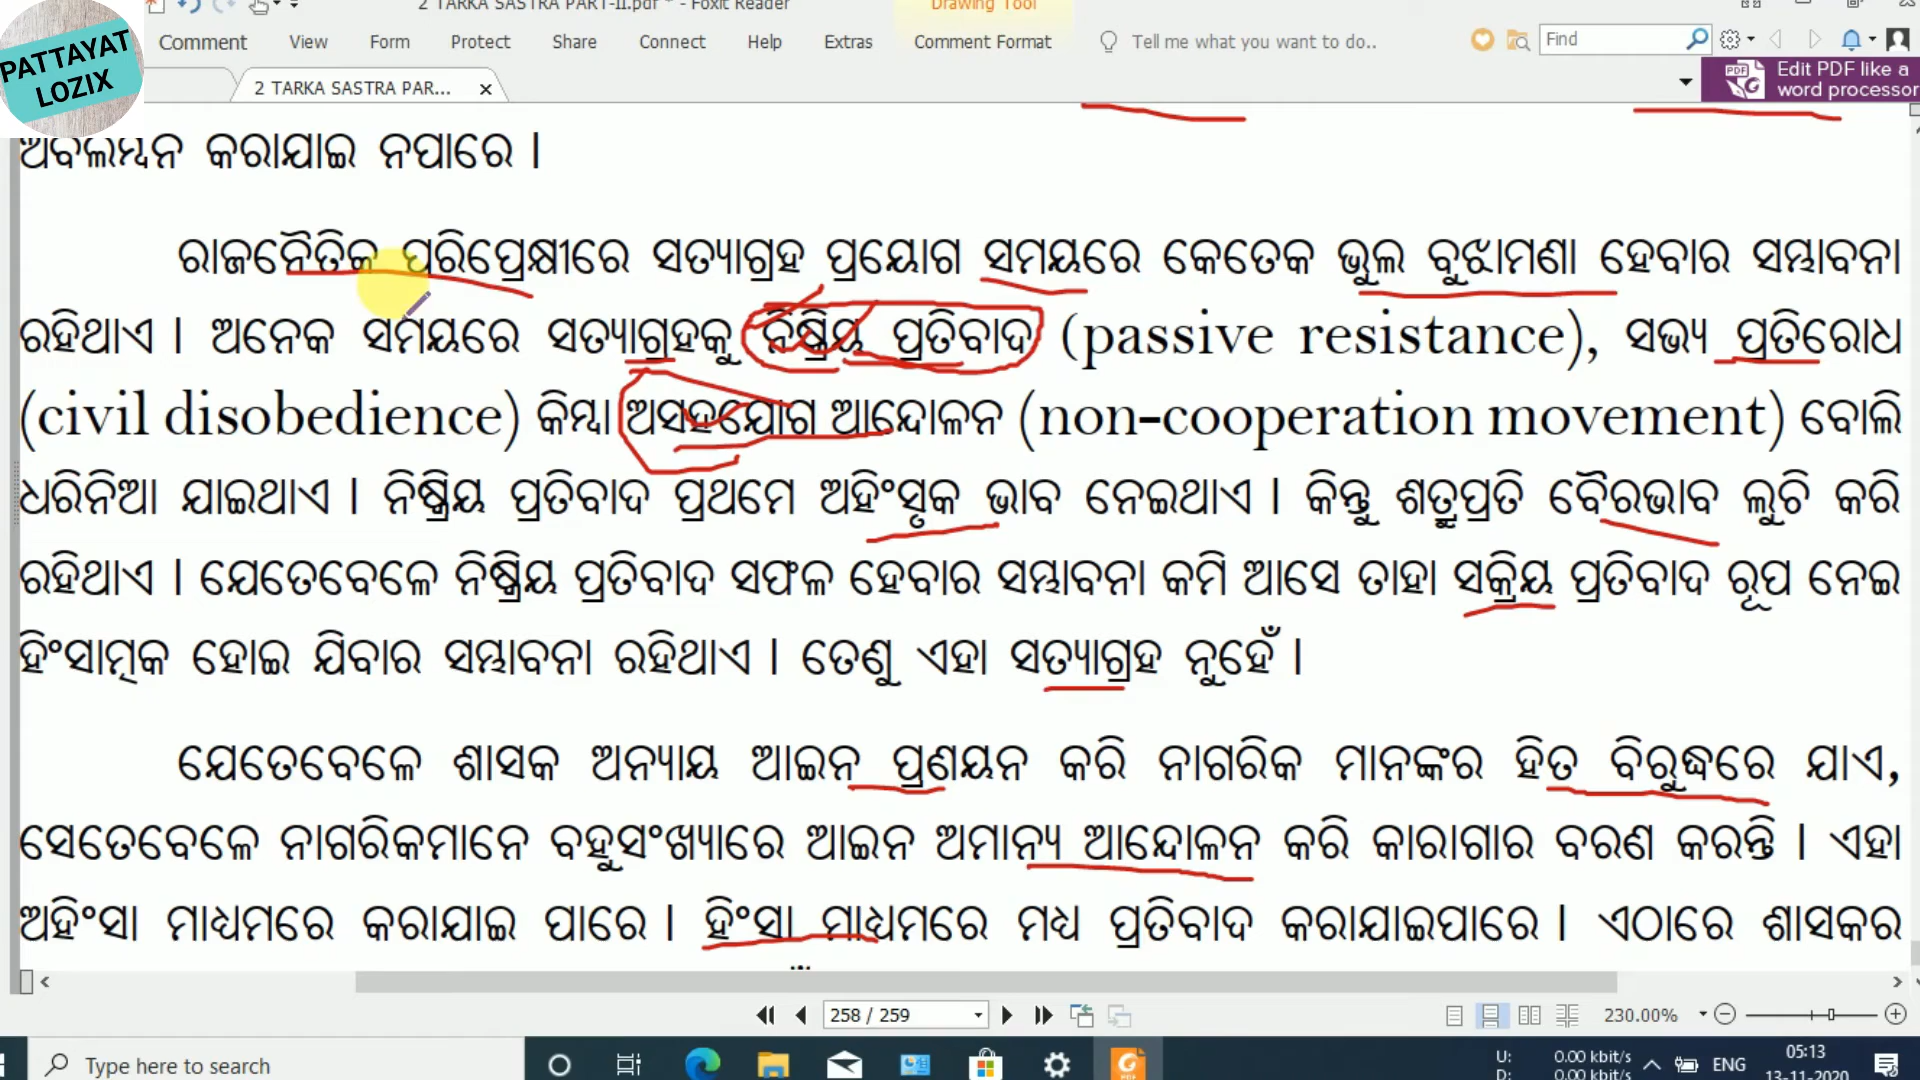 2 TARKA SASTRA PART-II.pdf * - Foxit Reader
Drawing Tool
PATTAYAT
LOZIX
Comment View Form Protect Share Connect Help Extras Comment Format Tell me what you want to do.. Find
2 TARKA SASTRA PAR...
Edit PDF like a
word processor
ଅବଲମ୍ବନ କରାଯାଇ ନପାରେ ।
ରାଜନୈତିକ ପରିପ୍ରେକ୍ଷୀରେ ସତ୍ୟାଗ୍ରହ ପ୍ରୟୋଗ ସମୟରେ କେତେକ ଭୁଲ ବୁଝାମଣା ହେବାର ସମ୍ଭାବନା
ରହିଥାଏ । ଅନେକ ସମୟରେ ସତ୍ୟାଗ୍ରହକୁ ନିଷ୍କ୍ରିୟ ପ୍ରତିବାଦ (passive resistance), ସଭ୍ୟ ପ୍ରତିରୋଧ
(civil disobedience) କିମ୍ବା ଅସହଯୋଗ ଆନ୍ଦୋଳନ (non-cooperation movement) ବୋଲି
ଧରିନିଆ ଯାଇଥାଏ । ନିଷ୍କ୍ରିୟ ପ୍ରତିବାଦ ପ୍ରଥମେ ଅହିଂସୃକ ଭାବ ନେଇଥାଏ । କିନ୍ତୁ ଶତ୍ରୁପ୍ରତି ବୈରଭାବ ଲୁଚି କରି
ରହିଥାଏ । ଯେତେବେଳେ ନିଷ୍କ୍ରିୟ ପ୍ରତିବାଦ ସଫଳ ହେବାର ସମ୍ଭାବନା କମି ଆସେ ତାହା ସକ୍ରିୟ ପ୍ରତିବାଦ ରୂପ ନେଇ
ହିଂସାତ୍ମକ ହୋଇ ଯିବାର ସମ୍ଭାବନା ରହିଥାଏ । ତେଣୁ ଏହା ସତ୍ୟାଗ୍ରହ ନୁହେଁ ।
ଯେତେବେଳେ ଶାସକ ଅନ୍ୟାୟ ଆଇନ ପ୍ରଣୟନ କରି ନାଗରିକ ମାନଙ୍କର ହିତ ବିରୁଦ୍ଧରେ ଯାଏ,
ସେତେବେଳେ ନାଗରିକମାନେ ବହୁସଂଖ୍ୟାରେ ଆଇନ ଅମାନ୍ୟ ଆନ୍ଦୋଳନ କରି କାରାଗାର ବରଣ କରନ୍ତି । ଏହା
ଅହିଂସା ମାଧ୍ୟମରେ କରାଯାଇ ପାରେ । ହିଂସା ମାଧ୍ୟମରେ ମଧ୍ୟ ପ୍ରତିବାଦ କରାଯାଇପାରେ । ଏଠାରେ ଶାସକର
258 / 259 230.00%
Type here to search
U: 0.00 kbit/s
D: 0.00 kbit/s
ENG
05:13
13-11-2020